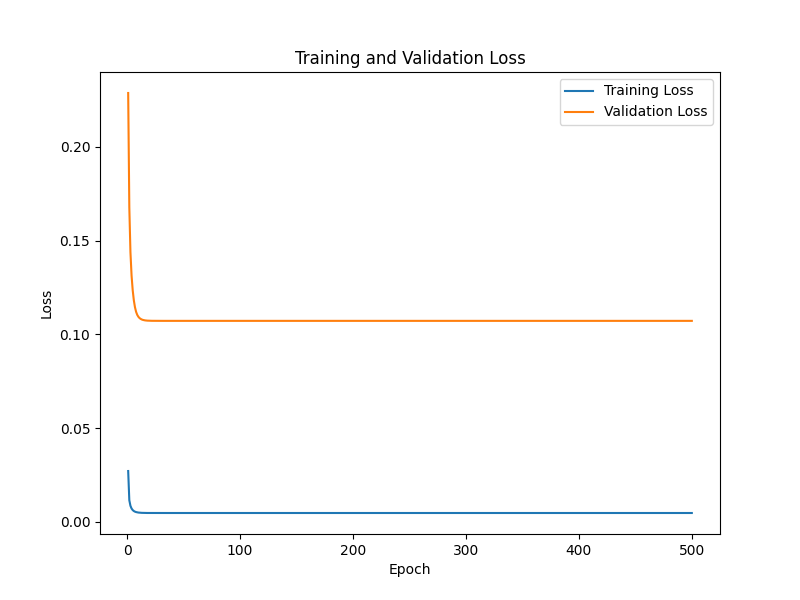 Training and Validation Loss
Training Loss
Validation Loss
Loss
0.20
0.15
0.10
0.05
0.00
0
100
200
300
400
500
Epoch